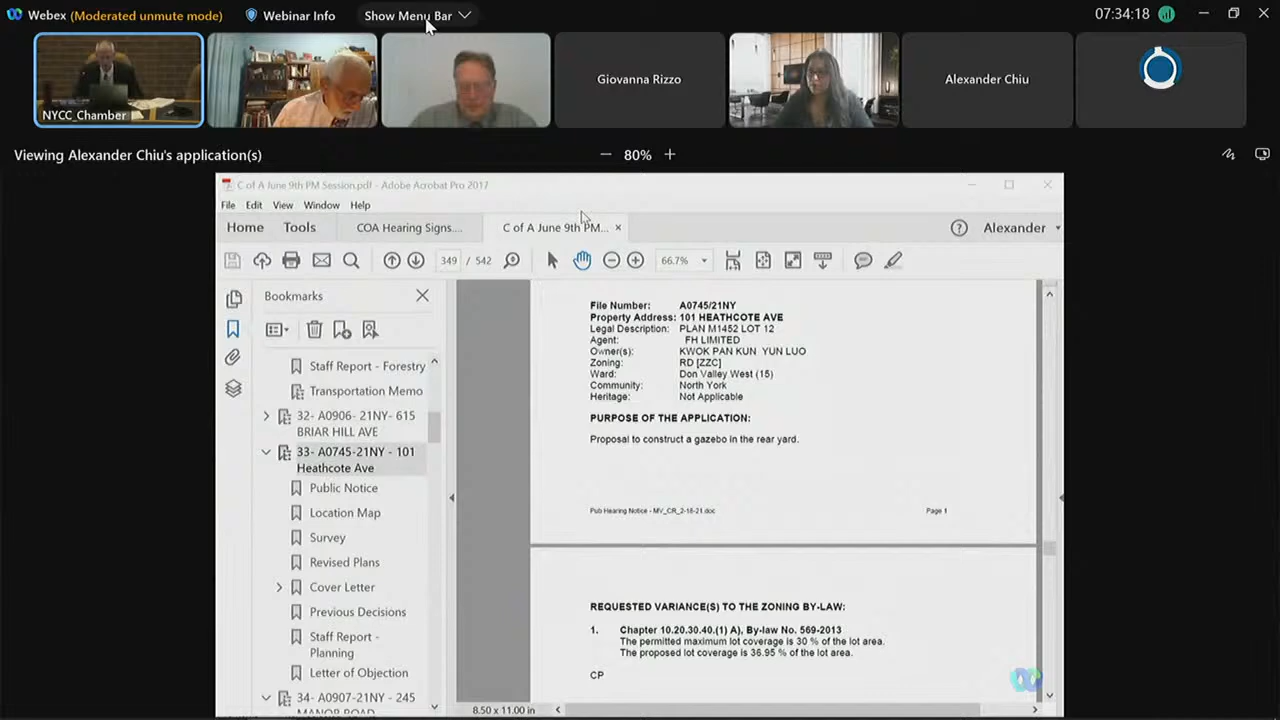 Webex (Moderated unmute mode) Webinar Info Show Menu Bar 07:34:18
NYCC_Chamber
Giovanna Rizzo
Alexander Chiu
Viewing Alexander Chiu's application(s) 80%
C of A June 9th PM Session.pdf - Adobe Acrobat Pro 2017
File Edit View Window Help
Home Tools COA Hearing Signs.... C of A June 9th PM... × Alexander
349 / 542 66.7%
Bookmarks
Staff Report - Forestry
Transportation Memo
32- A0906- 21NY- 615
BRIAR HILL AVE
33- A0745-21NY - 101
Heathcote Ave
Public Notice
Location Map
Survey
Revised Plans
Cover Letter
Previous Decisions
Staff Report -
Planning
Letter of Objection
34- A0907-21NY - 245
MANOR ROAD
File Number: A0745/21NY
Property Address: 101 HEATHCOTE AVE
Legal Description: PLAN M1452 LOT 12
Agent: FH LIMITED
Owner(s): KWOK PAN KUN YUN LUO
Zoning: RD [ZZC]
Ward: Don Valley West (15)
Community: North York
Heritage: Not Applicable
PURPOSE OF THE APPLICATION:
Proposal to construct a gazebo in the rear yard.
Pub Hearing Notice - MV_CR_2-16-21.doc Page 1
REQUESTED VARIANCE(S) TO THE ZONING BY-LAW:
1. Chapter 10.20.30.40.(1) A), By-law No. 569-2013
The permitted maximum lot coverage is 30 % of the lot area.
The proposed lot coverage is 36.95 % of the lot area.
CP
8.50 x 11.00 in